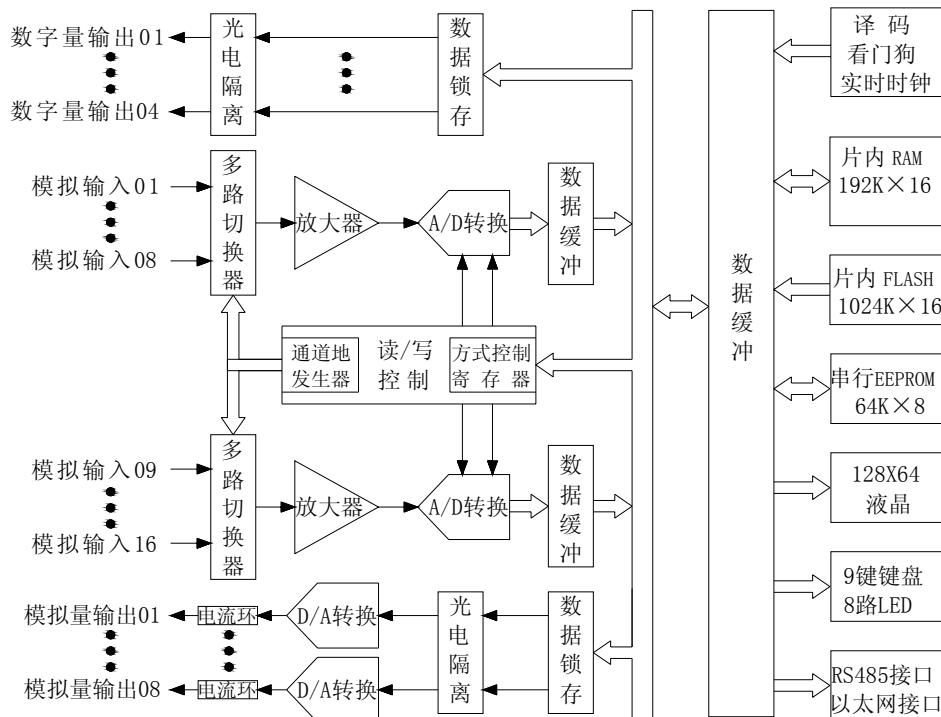 数字量输出01
数字量输出04
光电隔离
数据锁存
模拟输入01
模拟输入08
多路切换器
放大器
A/D转换
数据缓冲
通道地
发生器
读/写
控制
方式控制
寄存器
模拟输入09
模拟输入16
多路切换器
放大器
A/D转换
数据缓冲
模拟量输出01
模拟量输出08
电流环
电流环
D/A转换
D/A转换
光电隔离
数据锁存
数据缓冲
译码
看门狗
实时时钟
片内 RAM
192K×16
片内 FLASH
1024K×16
串行EEPROM
64K×8
128X64
液晶
9键键盘
8路LED
RS485接口
以太网接口